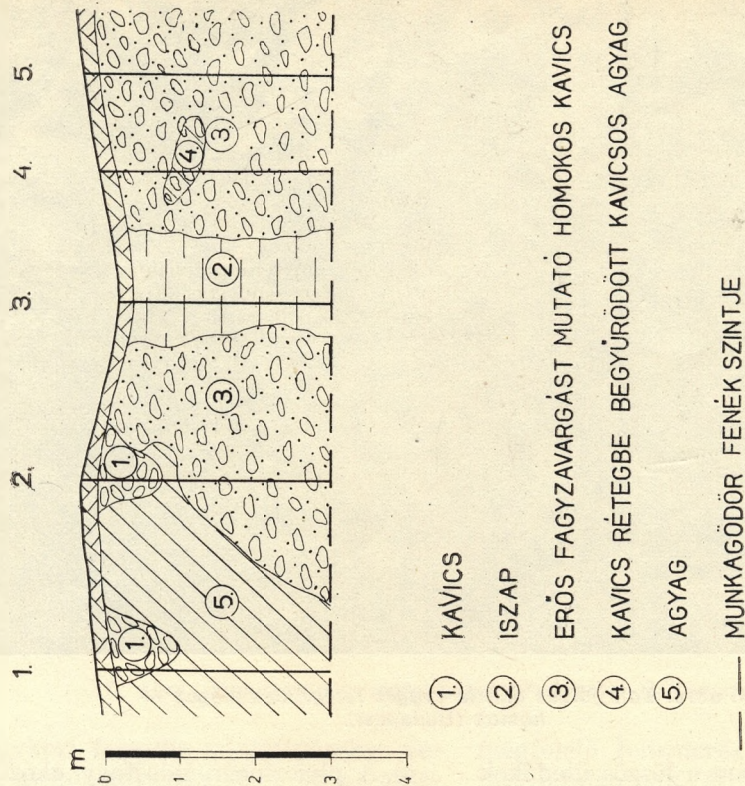 1. 2. 3. 4. 5.
m
0
1
2
3
4
1.
5.
1.
3.
2.
4.
3.
1. KAVICS
2. ISZAP
3. ERŐS FAGYZAVARGÁST MUTATÓ HOMOKOS KAVICS
4. KAVICS RÉTEGBE BEGYŰRŐDÖTT KAVICSOS AGYAG
5. AGYAG
MUNKAGÖDÖR FENÉK SZINTJE